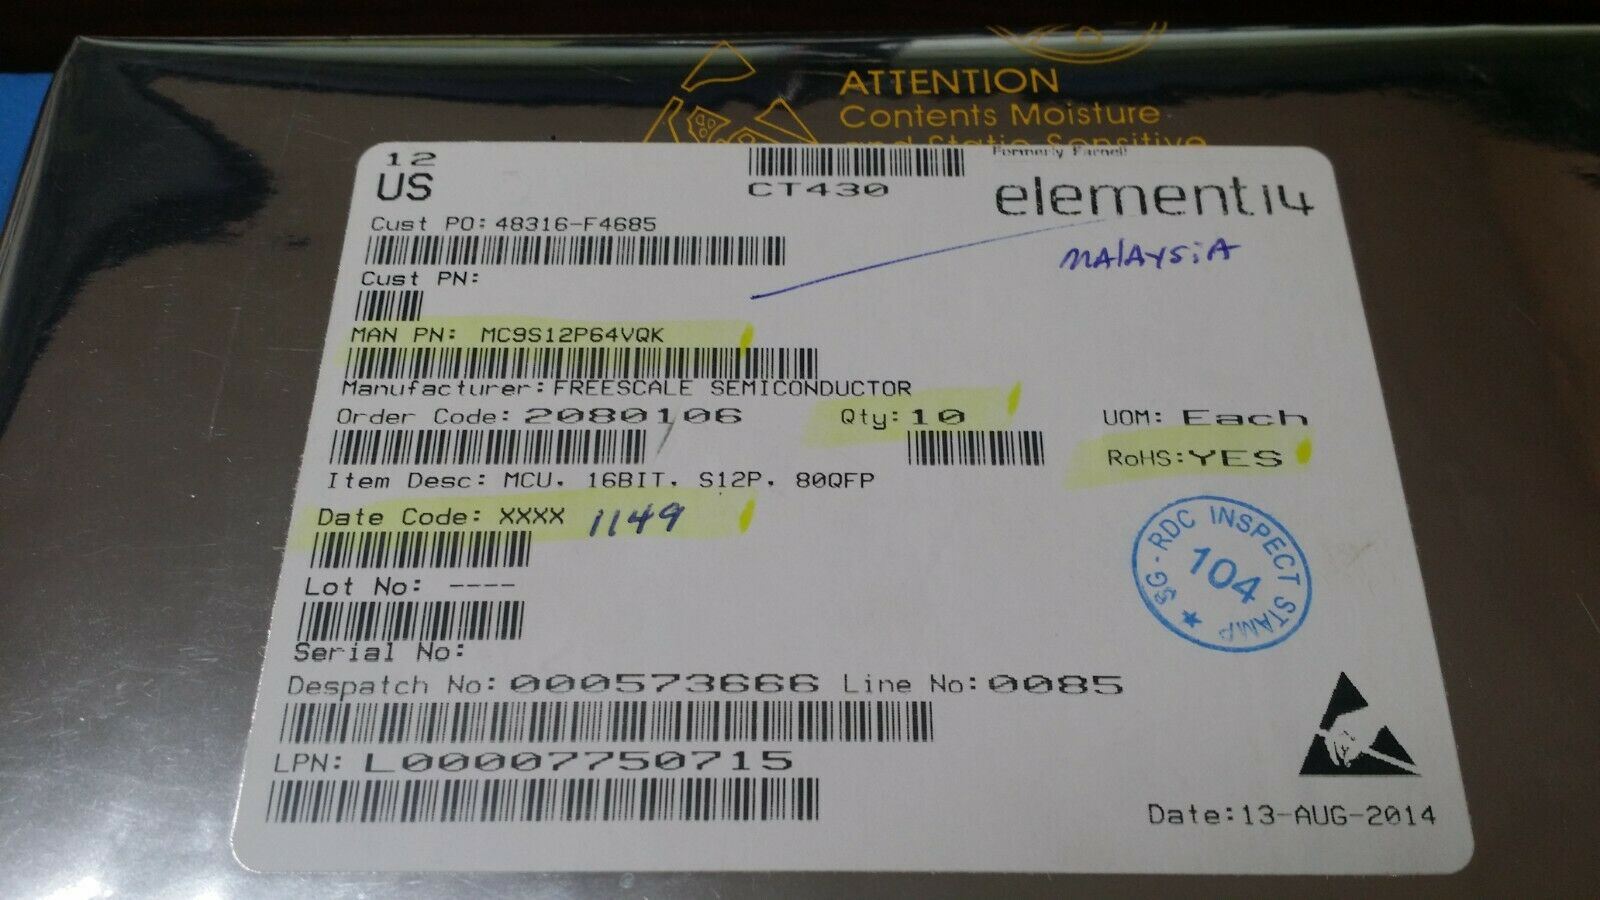 ATTENTION
Contents Moisture
and Static Sensitive
12
US
CT430
Formerly Farnell
element14
Cust PO: 48316-F4685
MALAYSIA
Cust PN:
MAN PN: MC9S12P64VQK
Manufacturer: FREESCALE SEMICONDUCTOR
Order Code: 2080106 Qty: 10 UOM: Each
RoHS: YES
Item Desc: MCU, 16BIT, S12P, 80QFP
Date Code: XXXX 1149
Lot No: ----
SG-RDC INSPECT STAMP
104
Serial No:
Despatch No: 000573666 Line No: 0085
LPN: L00007750715
Date: 13-AUG-2014